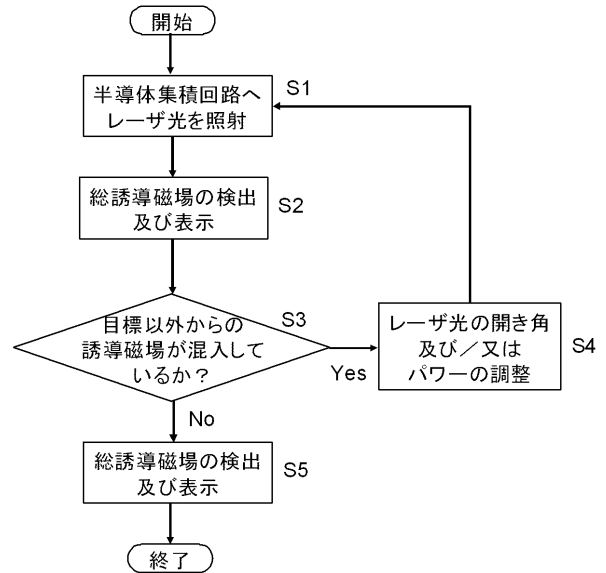 開始
半導体集積回路へ
レーザ光を照射
S1
総誘導磁場の検出
及び表示
S2
目標以外からの
誘導磁場が混入して
いるか？
S3
Yes
レーザ光の開き角
及び／又は
パワーの調整
S4
No
総誘導磁場の検出
及び表示
S5
終了